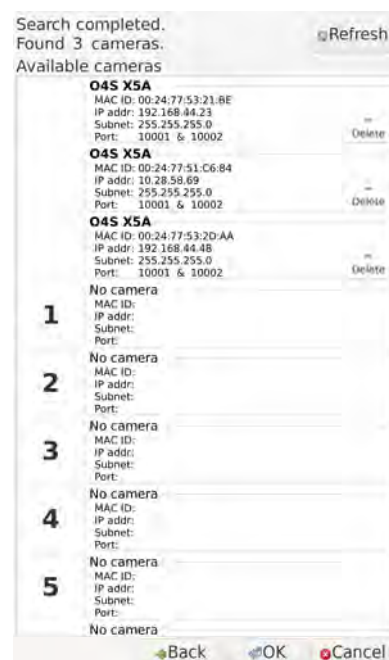 Search completed.
Found 3 cameras.
Refresh
Available cameras
O4S X5A
MAC ID: 00:24:77:53:21:BE
IP addr: 192.168.44.23
Subnet: 255.255.255.0
Port: 10001 & 10002
Delete
O4S X5A
MAC ID: 00:24:77:51:C6:84
IP addr: 10.28.58.69
Subnet: 255.255.255.0
Port: 10001 & 10002
Delete
O4S X5A
MAC ID: 00:24:77:53:2D:AA
IP addr: 192.168.44.48
Subnet: 255.255.255.0
Port: 10001 & 10002
Delete
1
No camera
MAC ID:
IP addr:
Subnet:
Port:
2
No camera
MAC ID:
IP addr:
Subnet:
Port:
3
No camera
MAC ID:
IP addr:
Subnet:
Port:
4
No camera
MAC ID:
IP addr:
Subnet:
Port:
5
No camera
MAC ID:
IP addr:
Subnet:
Port:
No camera
Back OK Cancel